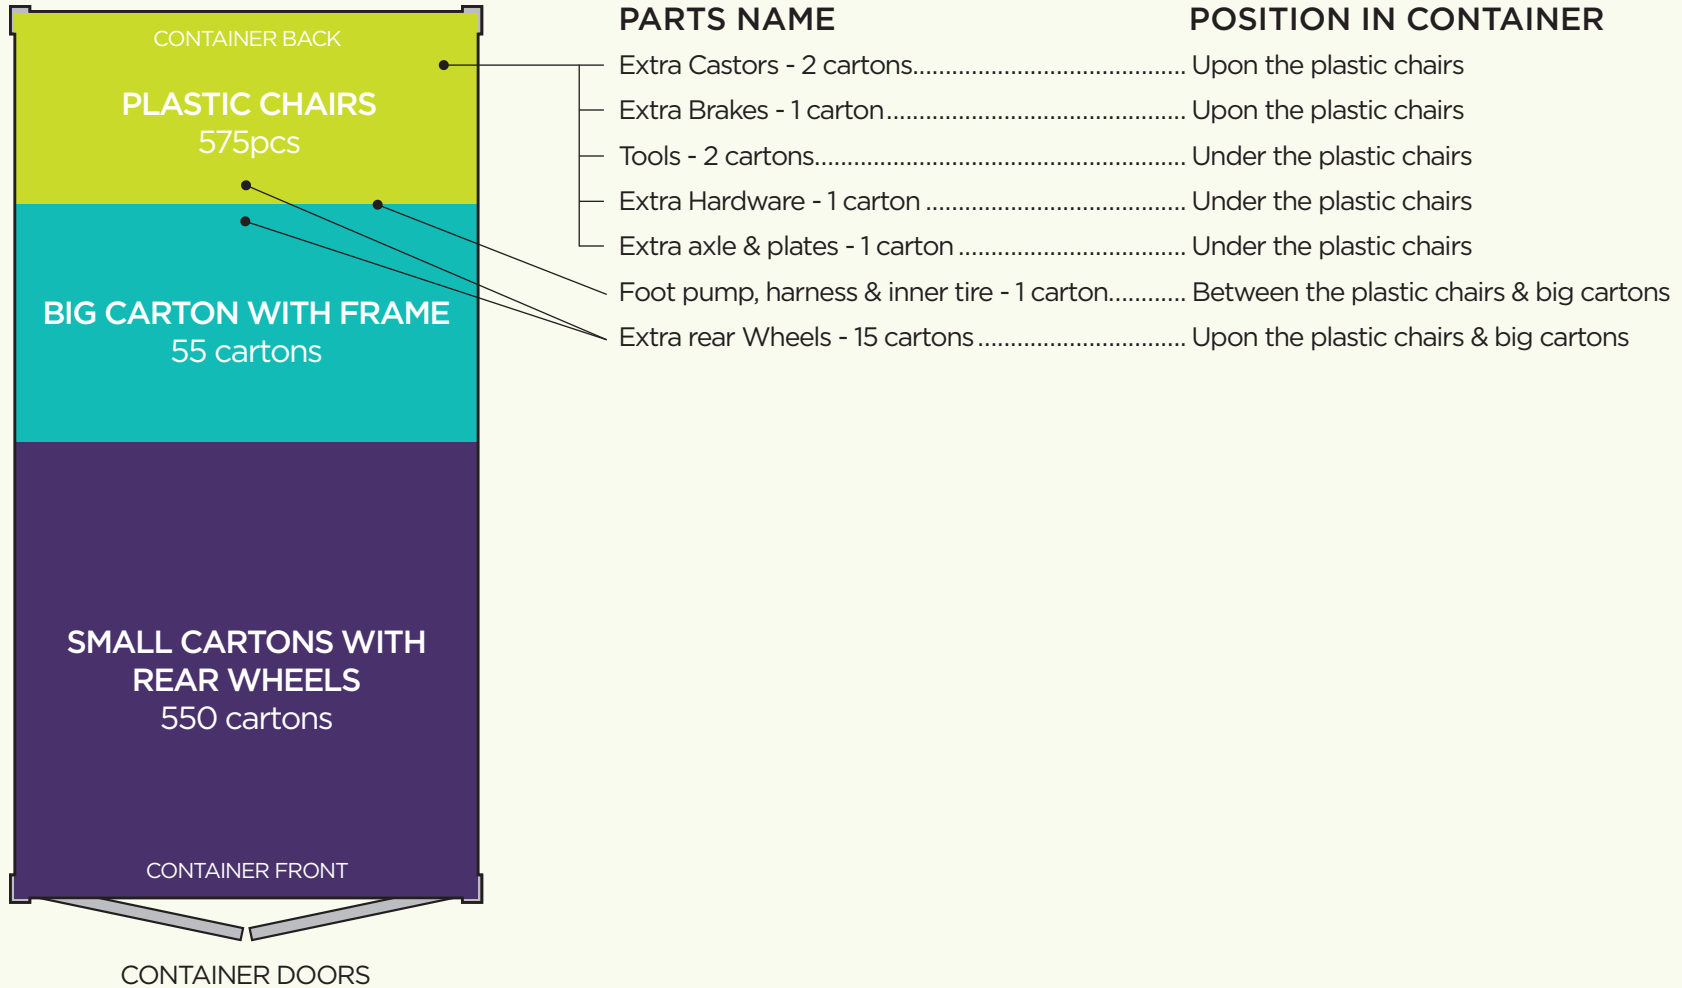 CONTAINER BACK
PLASTIC CHAIRS
575pcs
BIG CARTON WITH FRAME
55 cartons
SMALL CARTONS WITH
REAR WHEELS
550 cartons
CONTAINER FRONT
CONTAINER DOORS
PARTS NAME POSITION IN CONTAINER
Extra Castors - 2 cartons.......................................... Upon the plastic chairs
Extra Brakes - 1 carton.............................................. Upon the plastic chairs
Tools - 2 cartons......................................................... Under the plastic chairs
Extra Hardware - 1 carton ........................................ Under the plastic chairs
Extra axle & plates - 1 carton ................................... Under the plastic chairs
Foot pump, harness & inner tire - 1 carton............ Between the plastic chairs & big cartons
Extra rear Wheels - 15 cartons ................................ Upon the plastic chairs & big cartons